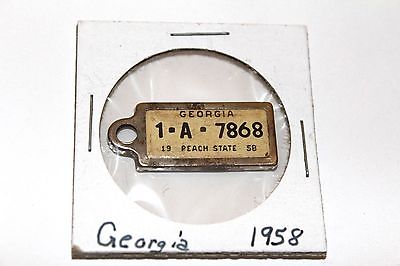 GEORGIA
1-A-7868
19 PEACH STATE 58
Georgia 1958